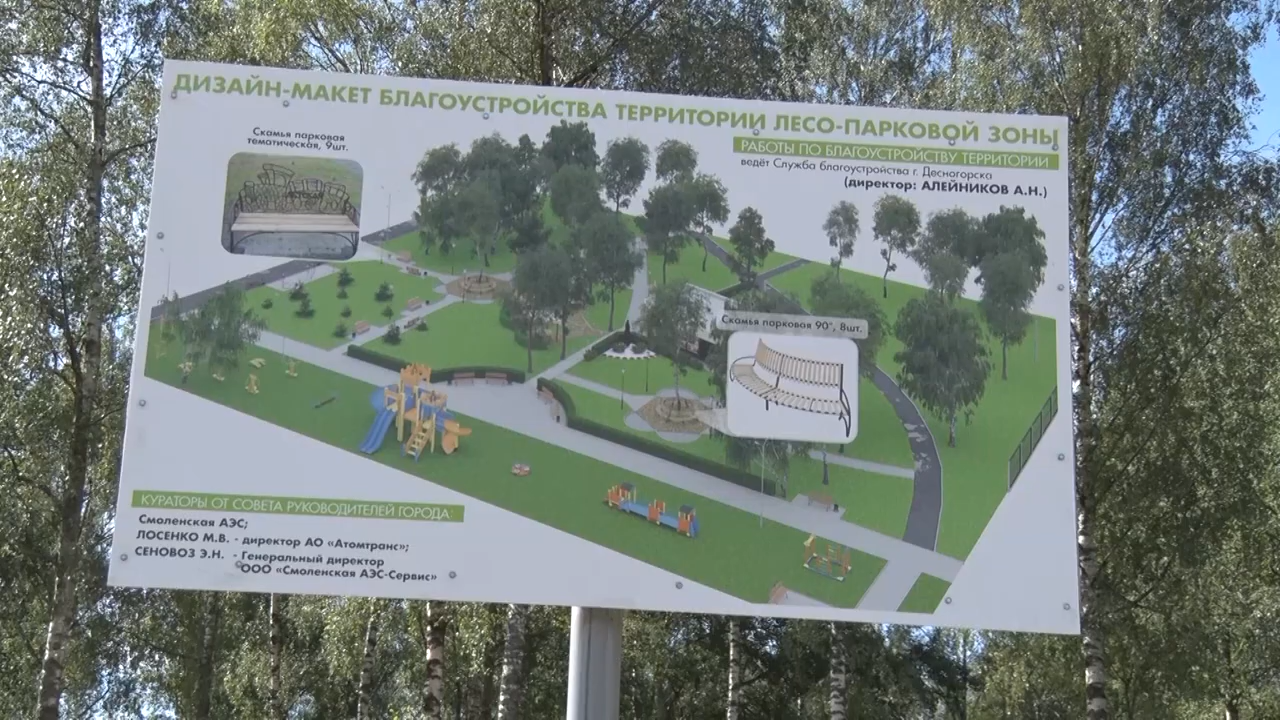 ДИЗАЙН-МАКЕТ БЛАГОУСТРОЙСТВА ТЕРРИТОРИИ ЛЕСО-ПАРКОВОЙ ЗОНЫ
Скамья парковая
тематическая, 9шт.
РАБОТЫ ПО БЛАГОУСТРОЙСТВУ ТЕРРИТОРИИ
ведёт Служба благоустройства г. Десногорска
(директор: АЛЕЙНИКОВ А.Н.)
Скамья парковая 90°, 8шт.
КУРАТОРЫ ОТ СОВЕТА РУКОВОДИТЕЛЕЙ ГОРОДА:
Смоленская АЭС;
ЛОСЕНКО М.В. - директор АО «Атомтранс»;
СЕНОВОЗ Э.Н. - Генеральный директор
ООО «Смоленская АЭС-Сервис»